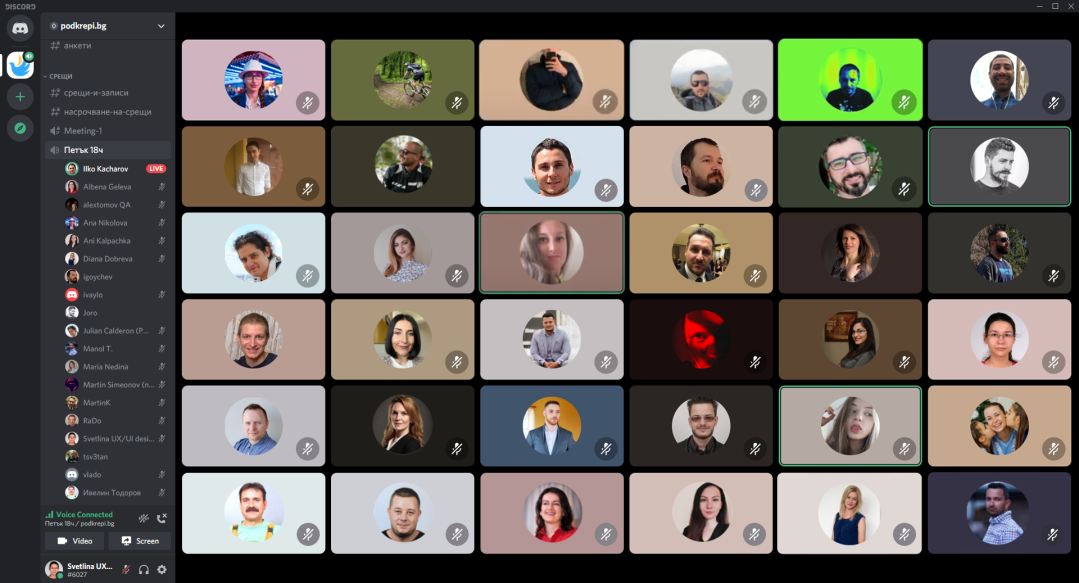 DISCORD
podkrepi.bg
анкети
СРЕЩИ
срещи-и-записи
насрочване-на-срещи
Meeting-1
Петък 18ч
Ilko Kacharov LIVE
Albena Geleva
alextomov QA
Ana Nikolova
Ani Kalpachka
Diana Dobreva
igoychev
ivaylo
Joro
Julian Calderon (P...
Manol T.
Maria Nedina
Martin Simeonov (n...
MartinK
RaDo
Svetlina UX/UI desi...
tsv3tan
vlado
Ивелин Тодоров
Voice Connected
Петък 18ч / podkrepi.bg
Video Screen
Svetlina UX...
#6027